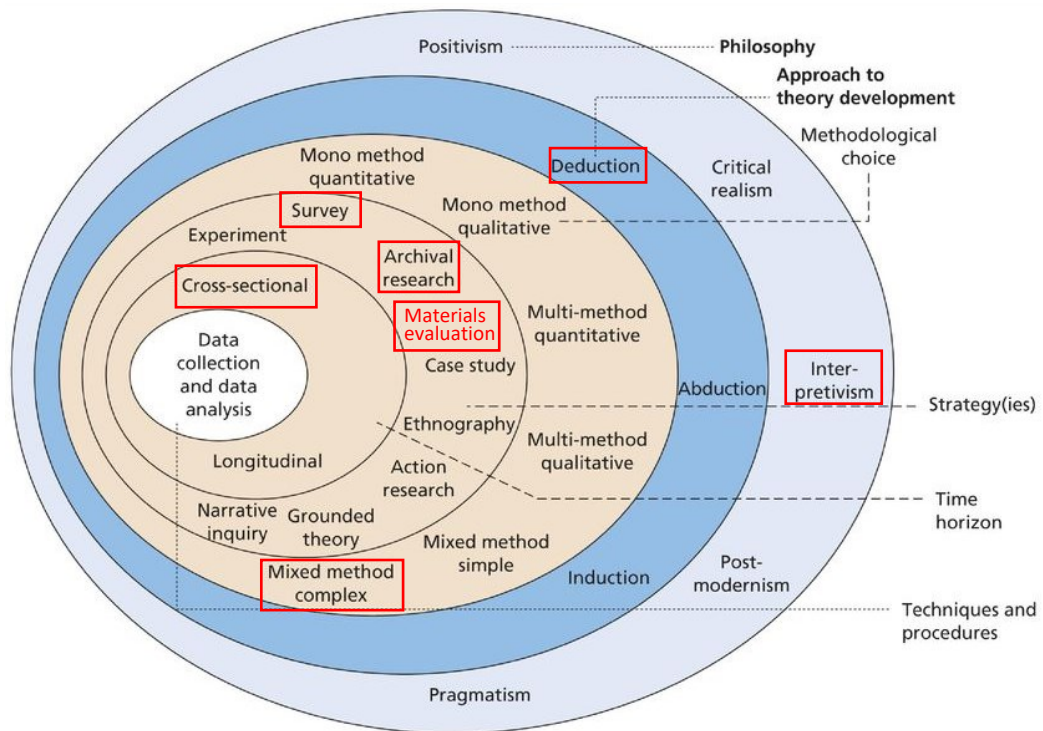 Positivism
Philosophy
Approach to
theory development
Methodological
choice
Mono method
quantitative
Deduction
Critical
realism
Survey
Mono method
qualitative
Experiment
Archival
research
Cross-sectional
Materials
evaluation
Multi-method
quantitative
Data
collection
and data
analysis
Case study
Inter-
pretivism
Abduction
Strategy(ies)
Ethnography
Multi-method
qualitative
Longitudinal
Action
research
Time
horizon
Narrative
inquiry
Grounded
theory
Mixed method
simple
Mixed method
complex
Induction
Post-
modernism
Techniques and
procedures
Pragmatism